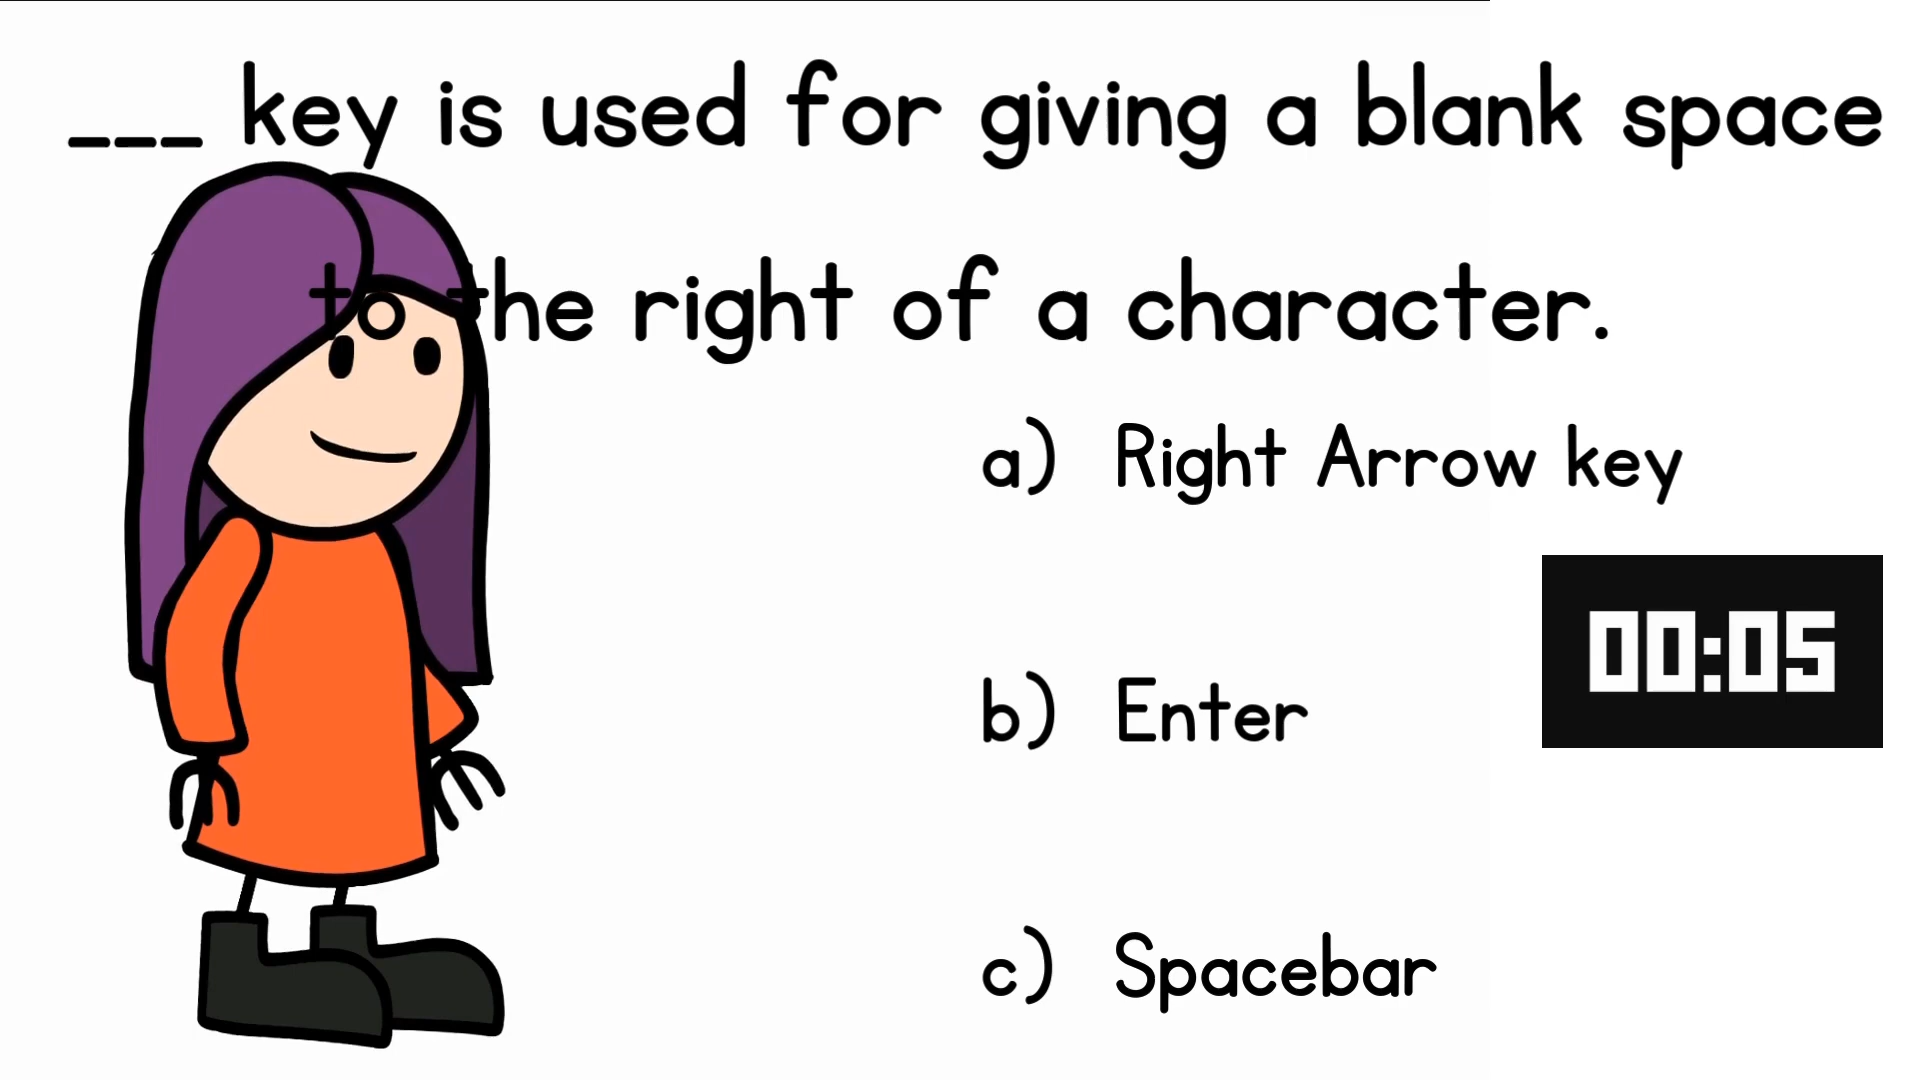 ___ key is used for giving a blank space
to the right of a character.
a) Right Arrow key
00:05
b) Enter
c) Spacebar